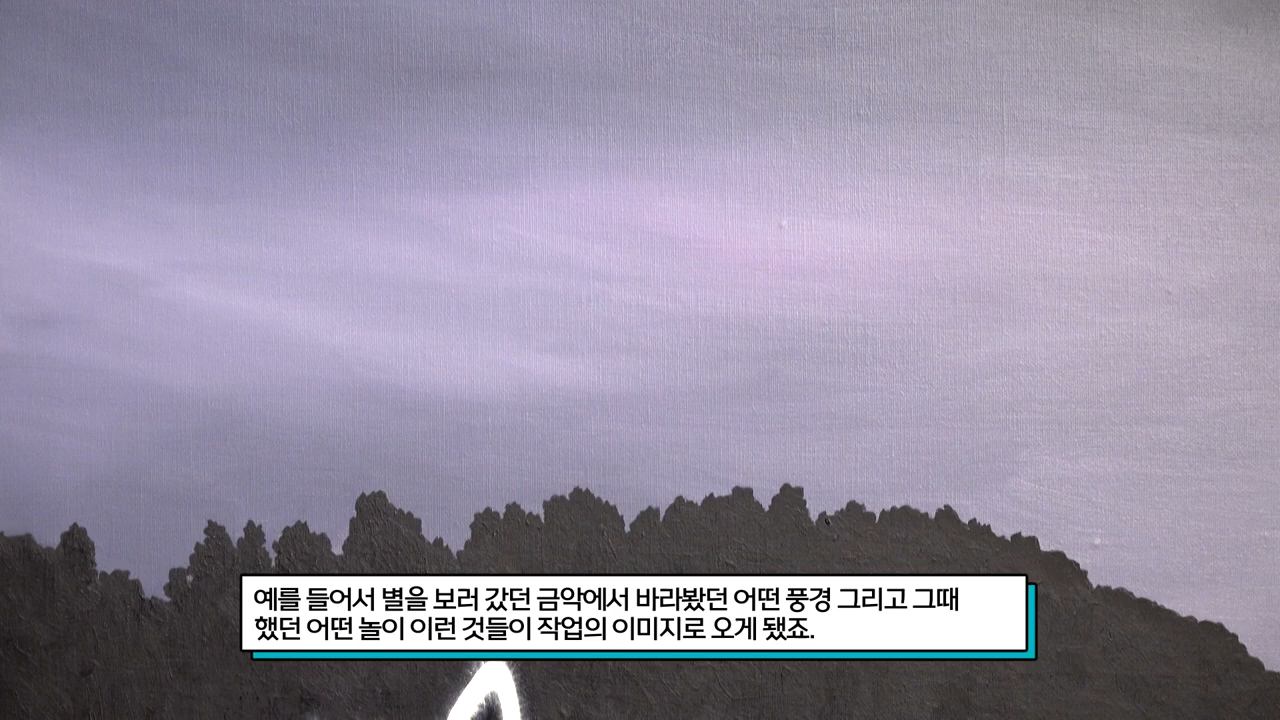 예를 들어서 별을 보러 갔던 금악에서 바라봤던 어떤 풍경 그리고 그때
했던 어떤 놀이 이런 것들이 작업의 이미지로 오게 됐죠.